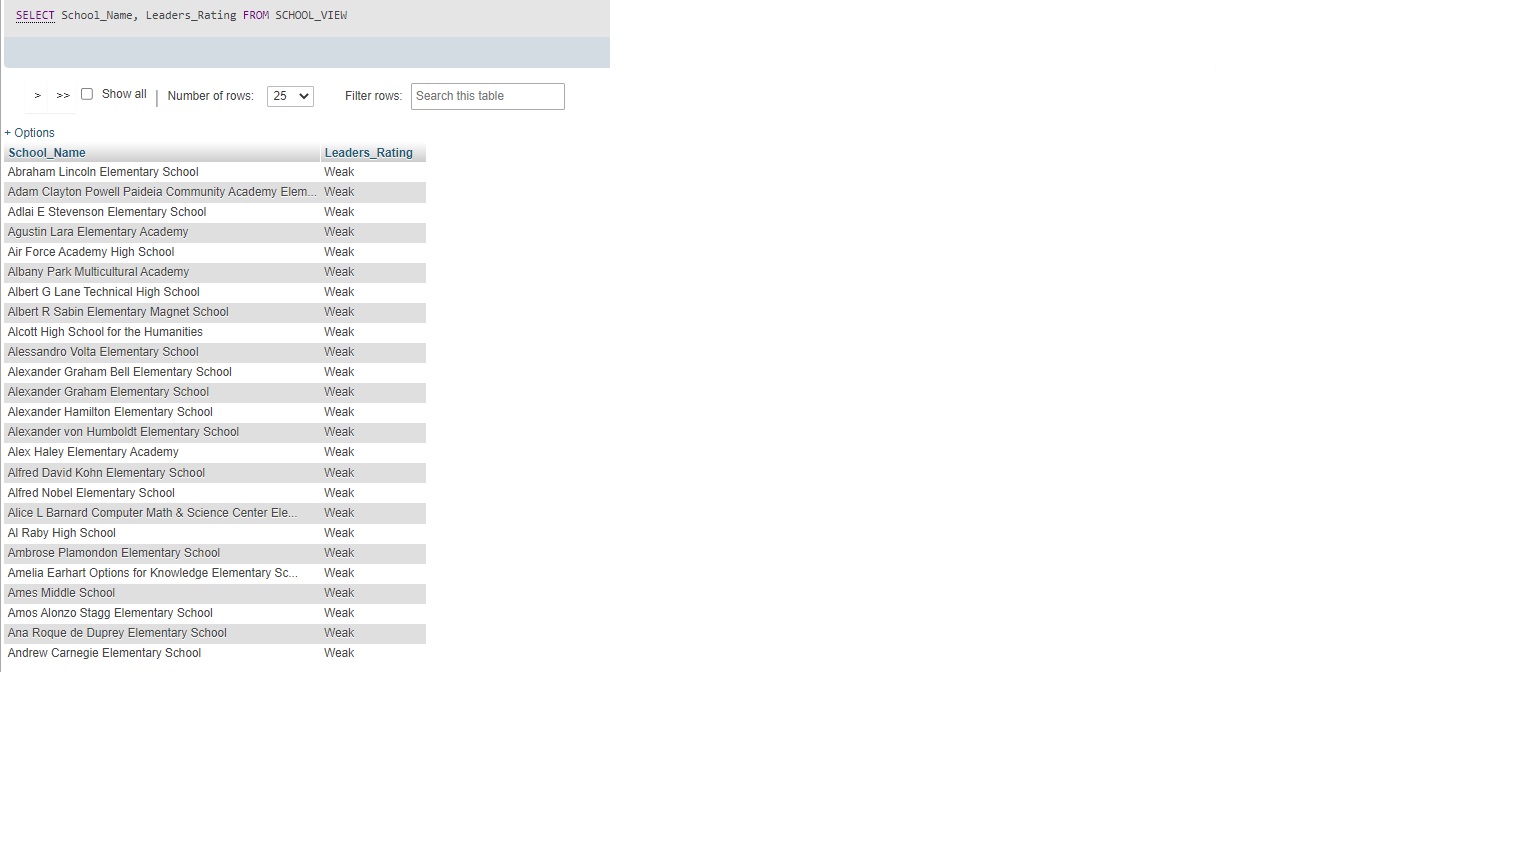 SELECT School_Name, Leaders_Rating FROM SCHOOL_VIEW
> >> Show all | Number of rows: 25 Filter rows: Search this table
+ Options
School_Name Leaders_Rating
Abraham Lincoln Elementary School Weak
Adam Clayton Powell Paideia Community Academy Elem... Weak
Adlai E Stevenson Elementary School Weak
Agustin Lara Elementary Academy Weak
Air Force Academy High School Weak
Albany Park Multicultural Academy Weak
Albert G Lane Technical High School Weak
Albert R Sabin Elementary Magnet School Weak
Alcott High School for the Humanities Weak
Alessandro Volta Elementary School Weak
Alexander Graham Bell Elementary School Weak
Alexander Graham Elementary School Weak
Alexander Hamilton Elementary School Weak
Alexander von Humboldt Elementary School Weak
Alex Haley Elementary Academy Weak
Alfred David Kohn Elementary School Weak
Alfred Nobel Elementary School Weak
Alice L Barnard Computer Math & Science Center Ele... Weak
Al Raby High School Weak
Ambrose Plamondon Elementary School Weak
Amelia Earhart Options for Knowledge Elementary Sc... Weak
Ames Middle School Weak
Amos Alonzo Stagg Elementary School Weak
Ana Roque de Duprey Elementary School Weak
Andrew Carnegie Elementary School Weak